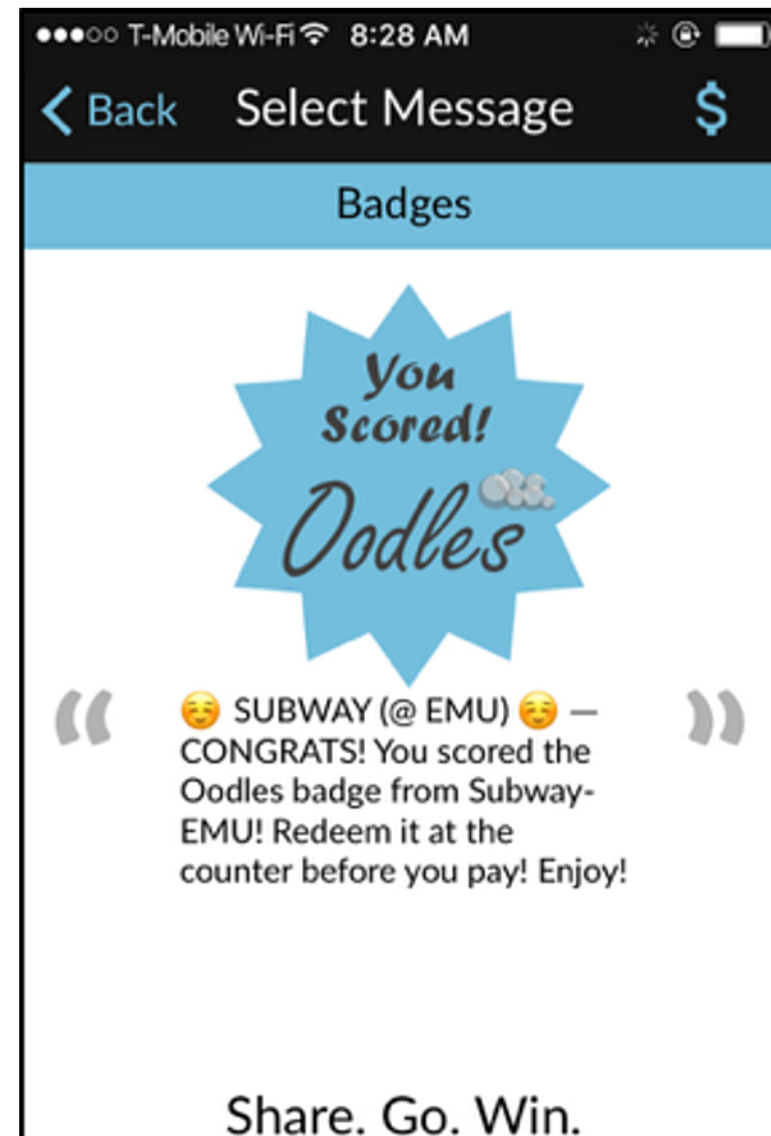 T-Mobile Wi-Fi 8:28 AM
Back Select Message $
Badges
You
Scored!
Oodles
“ ☺️ SUBWAY (@ EMU) ☺️ — ”
CONGRATS! You scored the
Oodles badge from Subway-
EMU! Redeem it at the
counter before you pay! Enjoy!
Share. Go. Win.